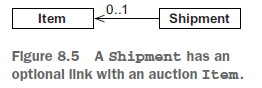 Item
0..1
Shipment
Figure 8.5 A Shipment has an
optional link with an auction Item.